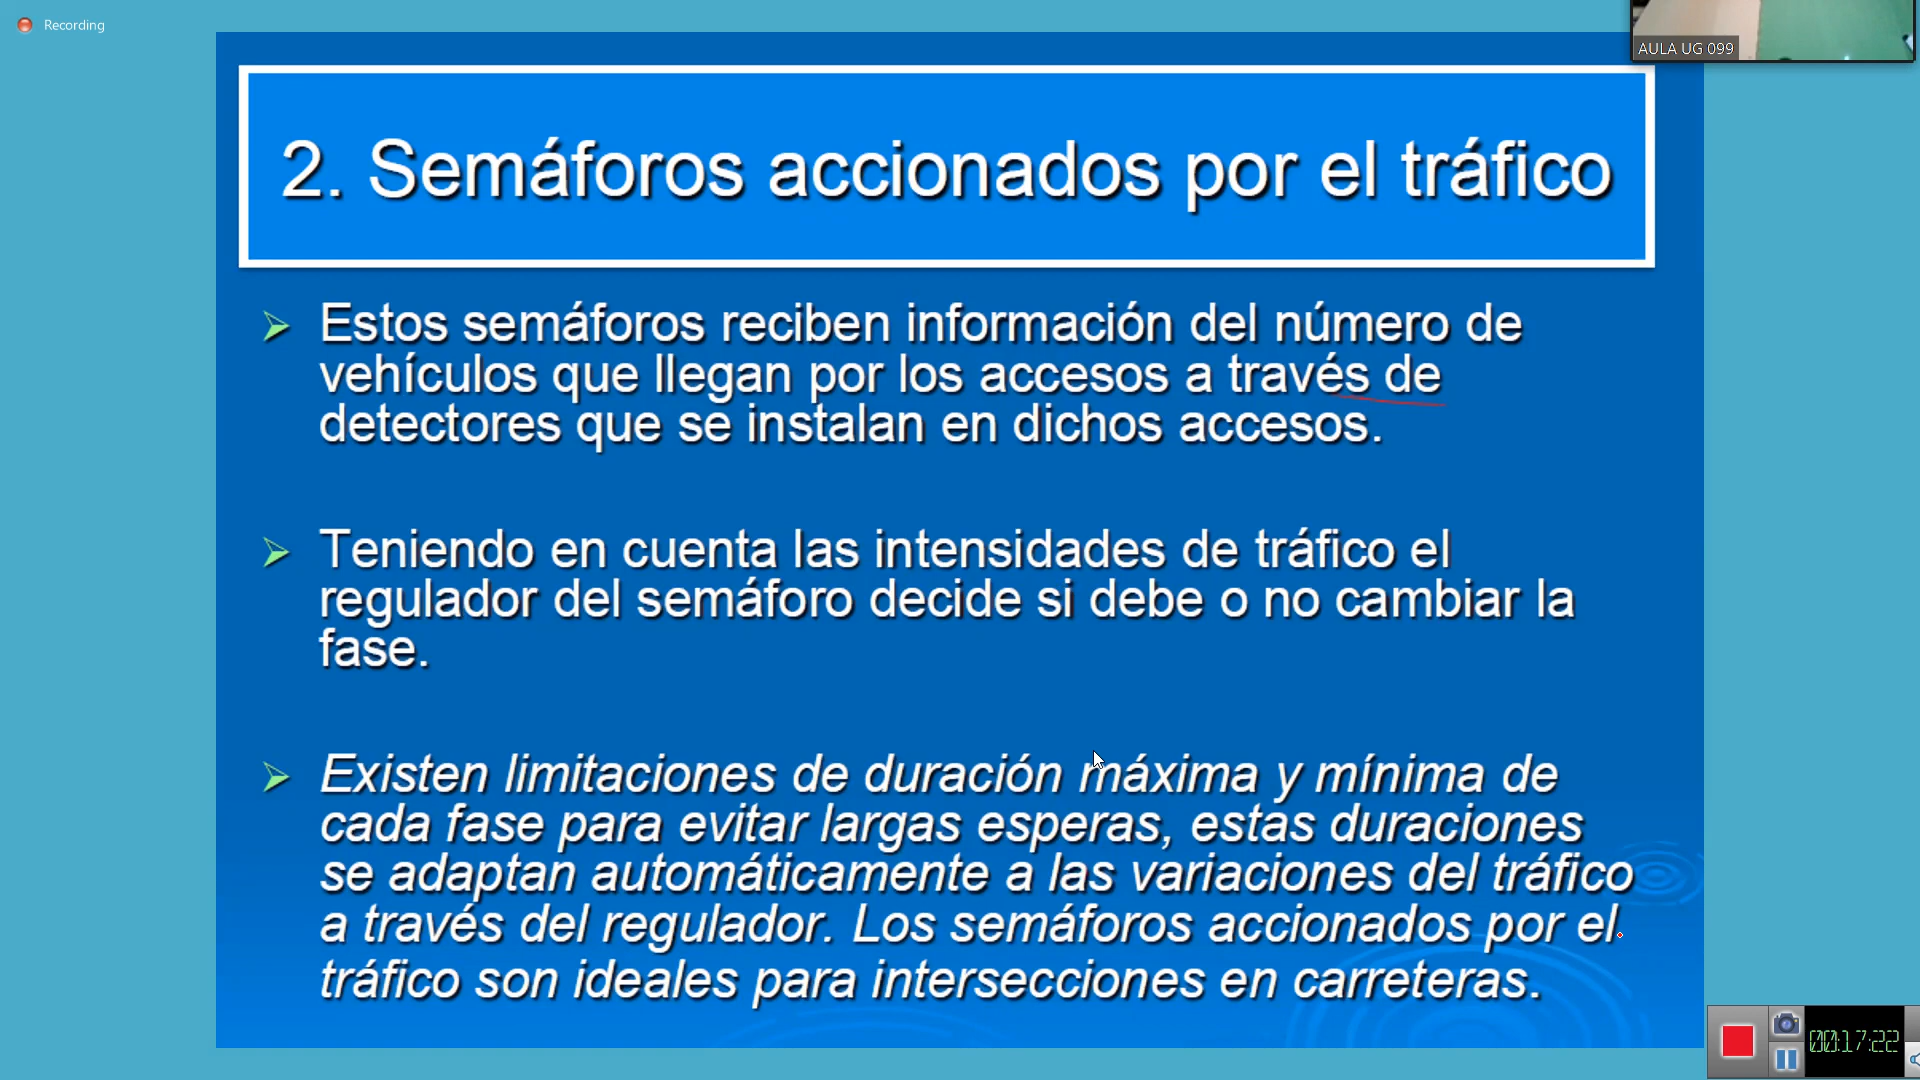 Recording
AULA UG 099
2. Semáforos accionados por el tráfico
Estos semáforos reciben información del número de
vehículos que llegan por los accesos a través de
detectores que se instalan en dichos accesos.
Teniendo en cuenta las intensidades de tráfico el
regulador del semáforo decide si debe o no cambiar la
fase.
Existen limitaciones de duración máxima y mínima de
cada fase para evitar largas esperas, estas duraciones
se adaptan automáticamente a las variaciones del tráfico
a través del regulador. Los semáforos accionados por el
tráfico son ideales para intersecciones en carreteras.
00:17:22